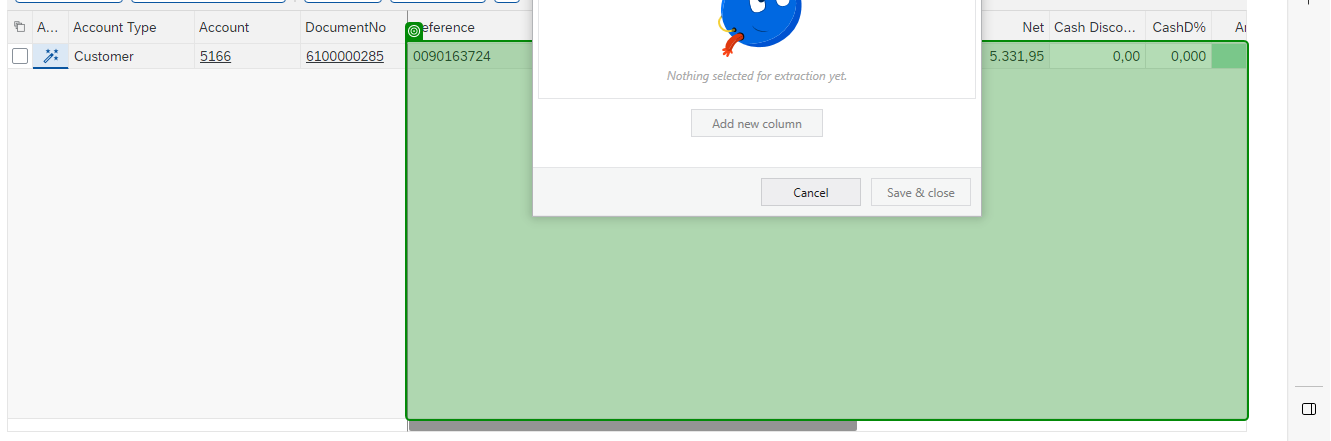 A... Account Type Account DocumentNo eference Net Cash Disco... CashD%
Customer 5166 6100000285 0090163724 5.331,95 0,00 0,000
Nothing selected for extraction yet.
Add new column
Cancel Save & close